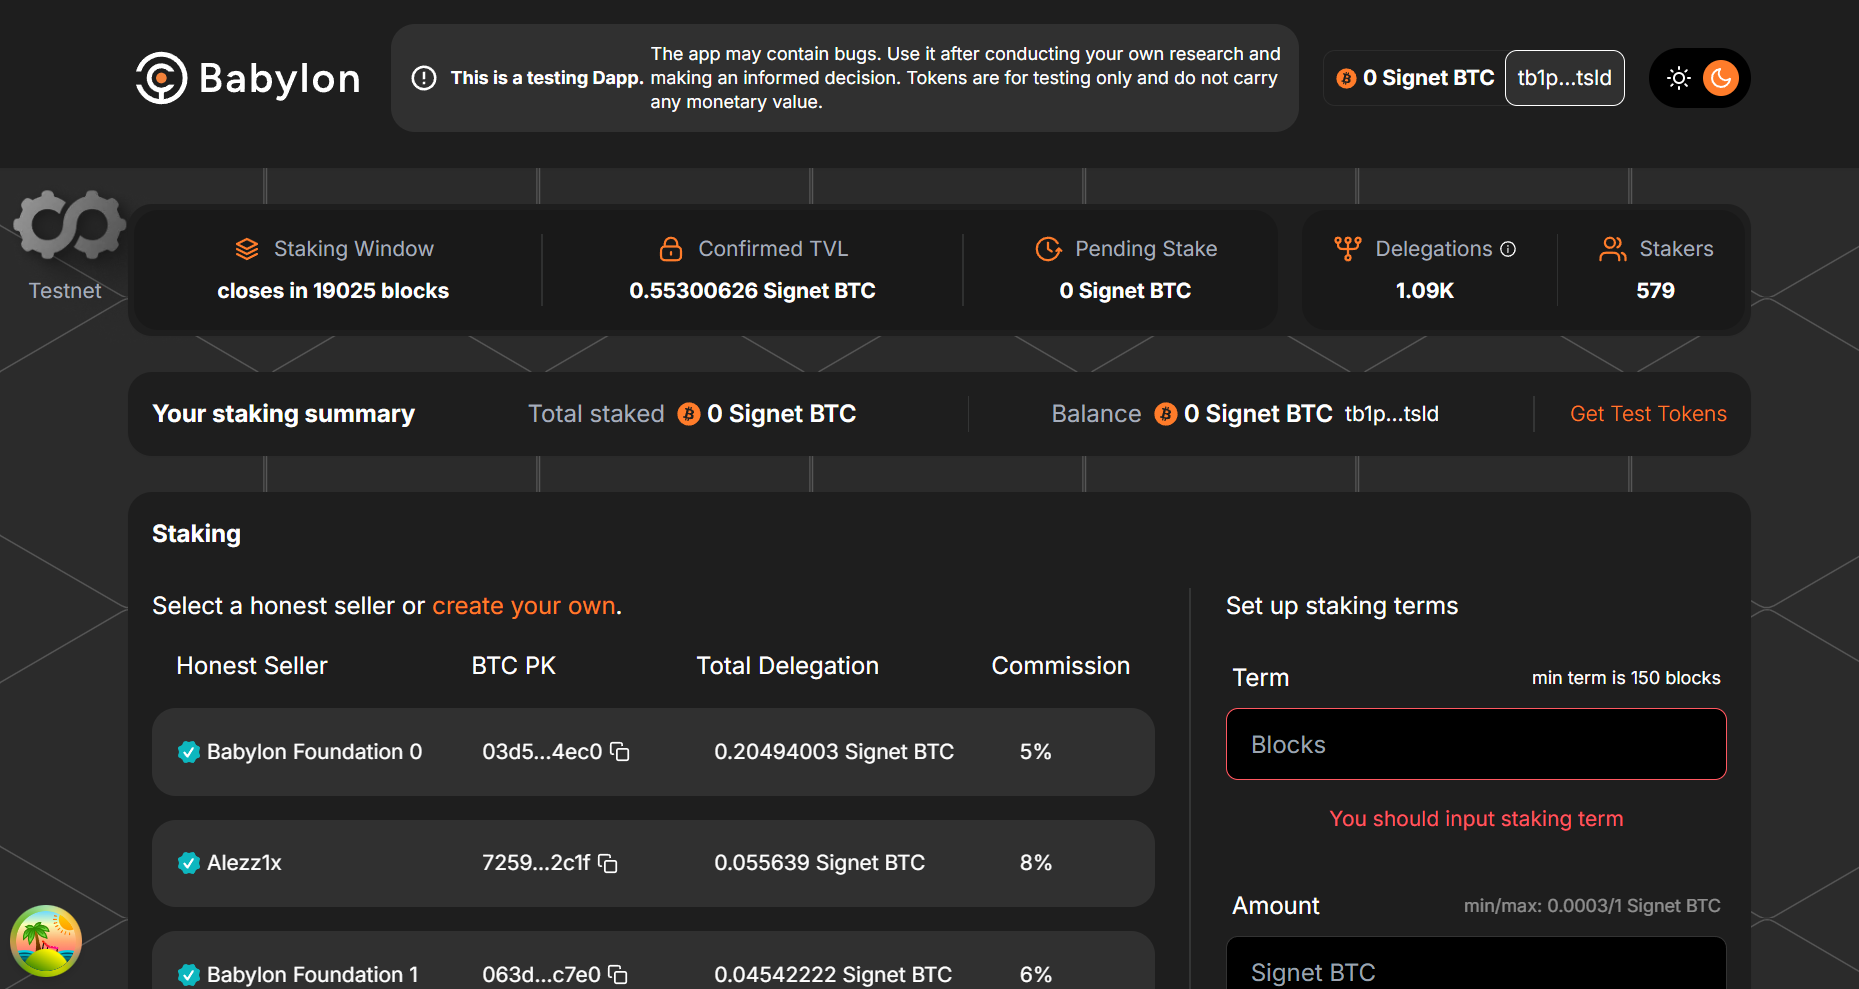 Babylon
This is a testing Dapp.
The app may contain bugs. Use it after conducting your own research and
making an informed decision. Tokens are for testing only and do not carry
any monetary value.
0 Signet BTC
tb1p...tsld
Testnet
Staking Window
closes in 19025 blocks
Confirmed TVL
0.55300626 Signet BTC
Pending Stake
0 Signet BTC
Delegations
1.09K
Stakers
579
Your staking summary
Total staked 0 Signet BTC
Balance 0 Signet BTC tb1p...tsld
Get Test Tokens
Staking
Select a honest seller or create your own.
Honest Seller BTC PK Total Delegation Commission
Babylon Foundation 0 03d5...4ec0 0.20494003 Signet BTC 5%
Alezz1x 7259...2c1f 0.055639 Signet BTC 8%
Babylon Foundation 1 063d...c7e0 0.04542222 Signet BTC 6%
Set up staking terms
Term min term is 150 blocks
Blocks
You should input staking term
Amount min/max: 0.0003/1 Signet BTC
Signet BTC